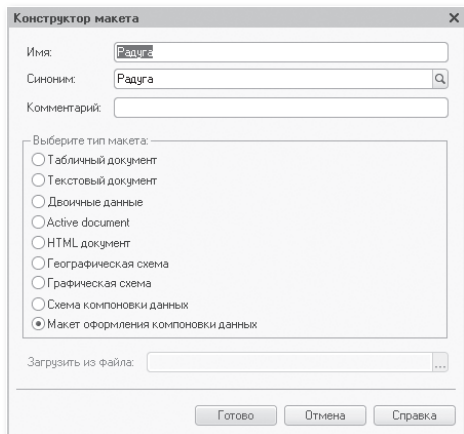 Конструктор макета
Имя: Радуга
Синоним: Радуга
Комментарий:
Выберите тип макета:
Табличный документ
Текстовый документ
Двоичные данные
Active document
HTML документ
Географическая схема
Графическая схема
Схема компоновки данных
Макет оформления компоновки данных
Загрузить из файла: ...
Готово Отмена Справка